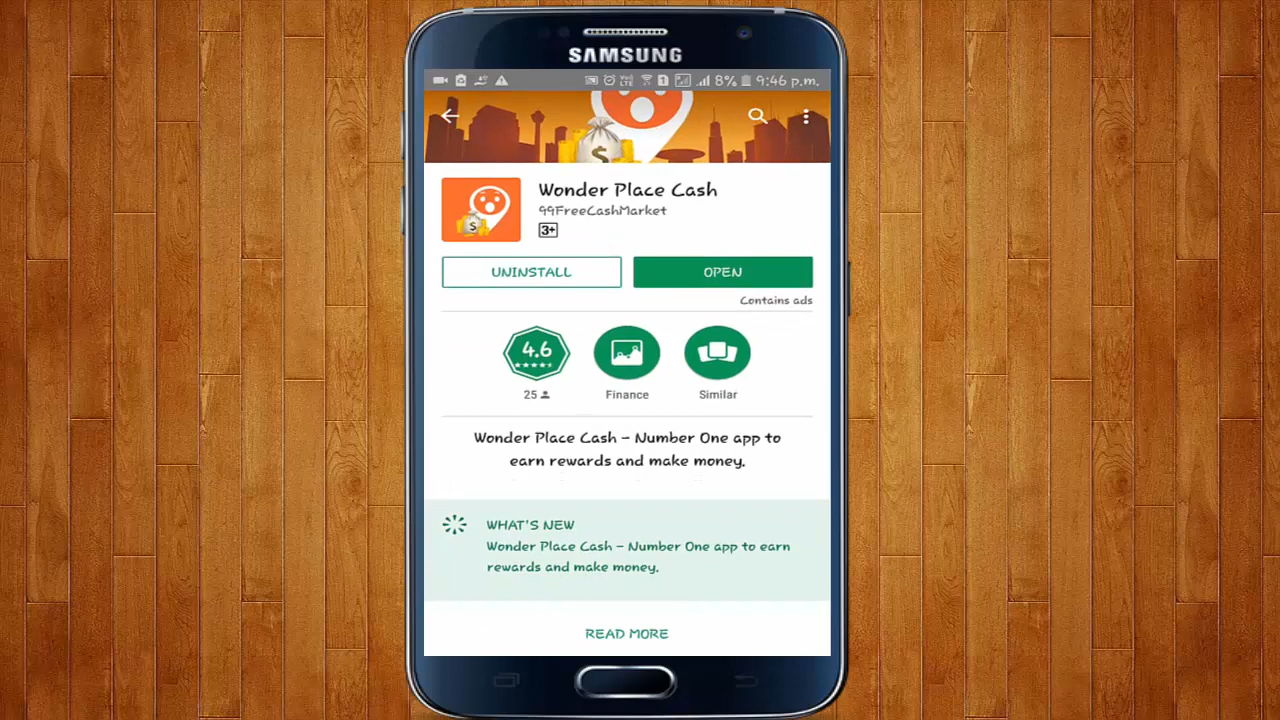 SAMSUNG
8% 9:46 p.m.
$
Wonder Place Cash
99FreeCashMarket
3+
$
UNINSTALL
OPEN
Contains ads
4.6
25
Finance
Similar
Wonder Place Cash – Number One app to
earn rewards and make money.
WHAT'S NEW
Wonder Place Cash – Number One app to earn
rewards and make money.
READ MORE